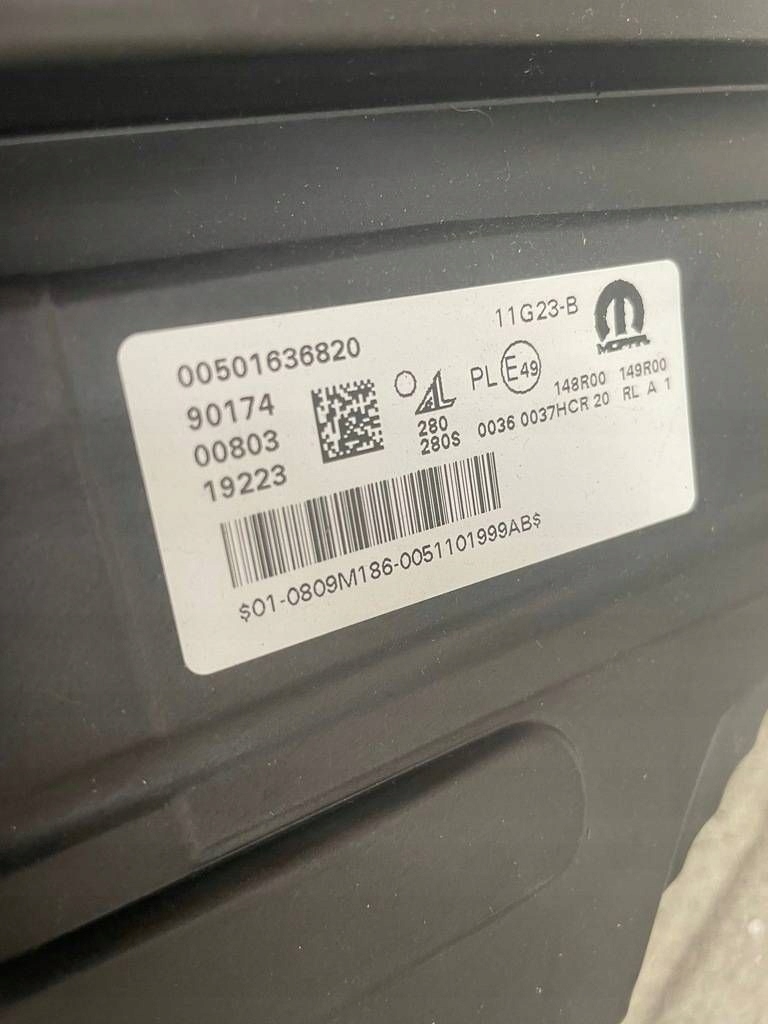 00501636820
11G23-B
MOPAR
90174
00803
19223
AL
280
280S
PL E49
148R00 149R00
0036 0037HCR 20 RL A 1
$01-0809M186-0051101999AB$